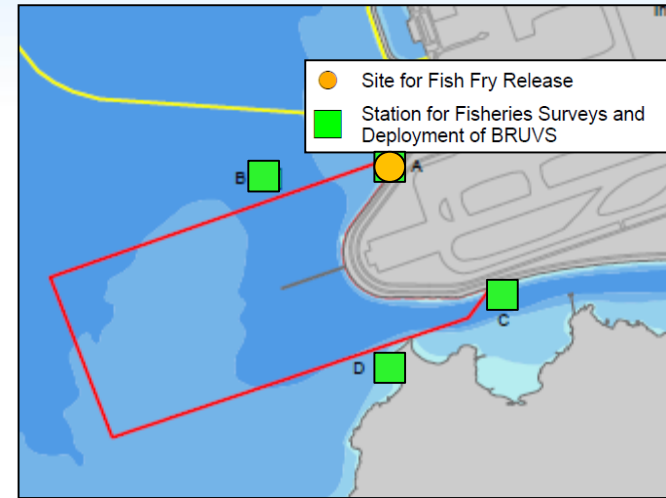 Site for Fish Fry Release
Station for Fisheries Surveys and
Deployment of BRUVS
B
A
C
D